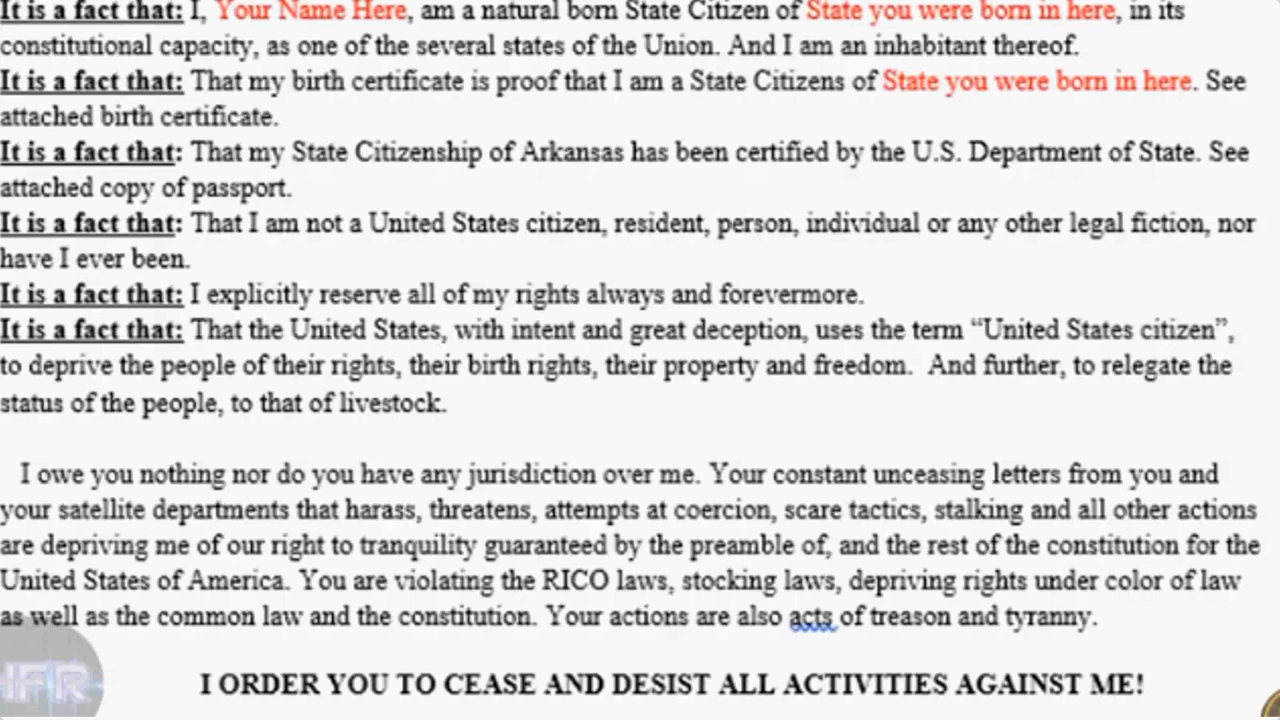 It is a fact that: I, Your Name Here, am a natural born State Citizen of State you were born in here, in its
constitutional capacity, as one of the several states of the Union. And I am an inhabitant thereof.
It is a fact that: That my birth certificate is proof that I am a State Citizens of State you were born in here. See
attached birth certificate.
It is a fact that: That my State Citizenship of Arkansas has been certified by the U.S. Department of State. See
attached copy of passport.
It is a fact that: That I am not a United States citizen, resident, person, individual or any other legal fiction, nor
have I ever been.
It is a fact that: I explicitly reserve all of my rights always and forevermore.
It is a fact that: That the United States, with intent and great deception, uses the term “United States citizen”,
to deprive the people of their rights, their birth rights, their property and freedom.  And further, to relegate the
status of the people, to that of livestock.
I owe you nothing nor do you have any jurisdiction over me. Your constant unceasing letters from you and
your satellite departments that harass, threatens, attempts at coercion, scare tactics, stalking and all other actions
are depriving me of our right to tranquility guaranteed by the preamble of, and the rest of the constitution for the
United States of America. You are violating the RICO laws, stocking laws, depriving rights under color of law
as well as the common law and the constitution. Your actions are also acts of treason and tyranny.
I ORDER YOU TO CEASE AND DESIST ALL ACTIVITIES AGAINST ME!